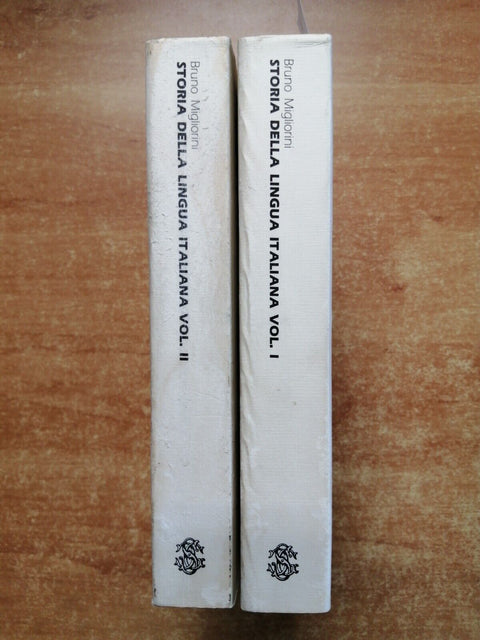 Bruno Migliorini
STORIA DELLA LINGUA ITALIANA VOL. II
Bruno Migliorini
STORIA DELLA LINGUA ITALIANA VOL. I